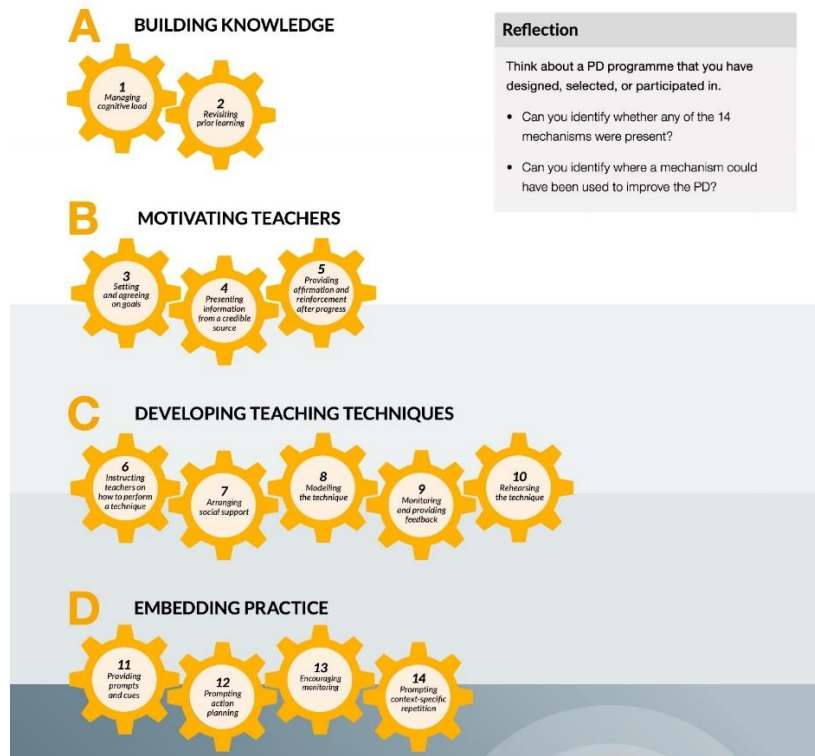 A BUILDING KNOWLEDGE
1
Managing
cognitive load
2
Revisiting
prior learning
Reflection
Think about a PD programme that you have
designed, selected, or participated in.
• Can you identify whether any of the 14
mechanisms were present?
• Can you identify where a mechanism could
have been used to improve the PD?
B MOTIVATING TEACHERS
3
Setting
and agreeing
on goals
4
Presenting
information
from a credible
source
5
Providing
affirmation and
reinforcement
after progress
C DEVELOPING TEACHING TECHNIQUES
6
Instructing
teachers on
how to perform
a technique
7
Arranging
social support
8
Modelling
the technique
9
Monitoring
and providing
feedback
10
Rehearsing
the technique
D EMBEDDING PRACTICE
11
Providing
prompts
and cues
12
Prompting
action
planning
13
Encouraging
monitoring
14
Prompting
context-specific
repetition